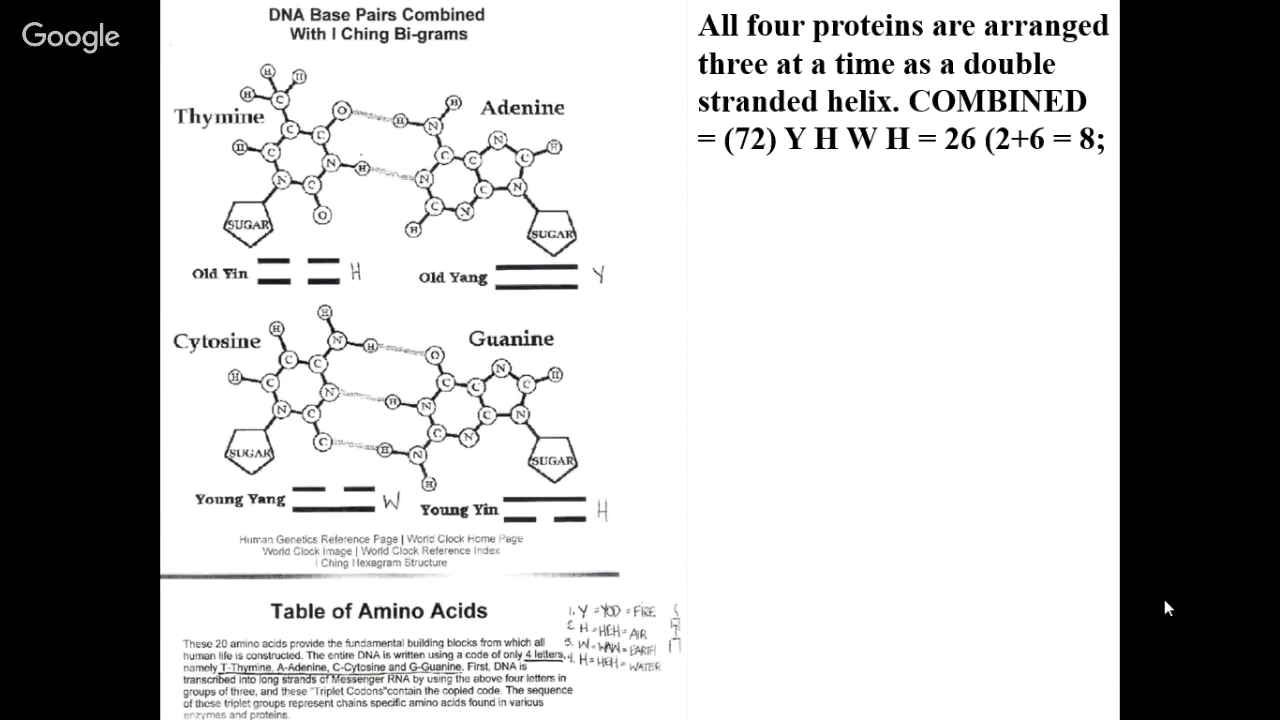 Google
DNA Base Pairs Combined
With I Ching Bi-grams
Thymine
Adenine
SUGAR
SUGAR
Old Yin
H
Old Yang
Y
Cytosine
Guanine
SUGAR
SUGAR
Young Yang
W
Young Yin
H
Human Genetics Reference Page | World Clock Home Page
World Clock Image | World Clock Reference Index
I Ching Hexagram Structure
Table of Amino Acids
These 20 amino acids provide the fundamental building blocks from which all
human life is constructed. The entire DNA is written using a code of only 4 letters,
namely T-Thymine, A-Adenine, C-Cytosine and G-Guanine. First, DNA is
transcribed into long strands of Messenger RNA by using the above four letters in
groups of three, and these "Triplet Codons"contain the copied code. The sequence
of these triplet groups represent chains specific amino acids found in various
enzymes and proteins.
1. Y = YOD = FIRE
2. H = HEH = AIR
3. W = WAW = EARTH
4. H = HEH = WATER
All four proteins are arranged
three at a time as a double
stranded helix. COMBINED
= (72) Y H W H = 26 (2+6 = 8;